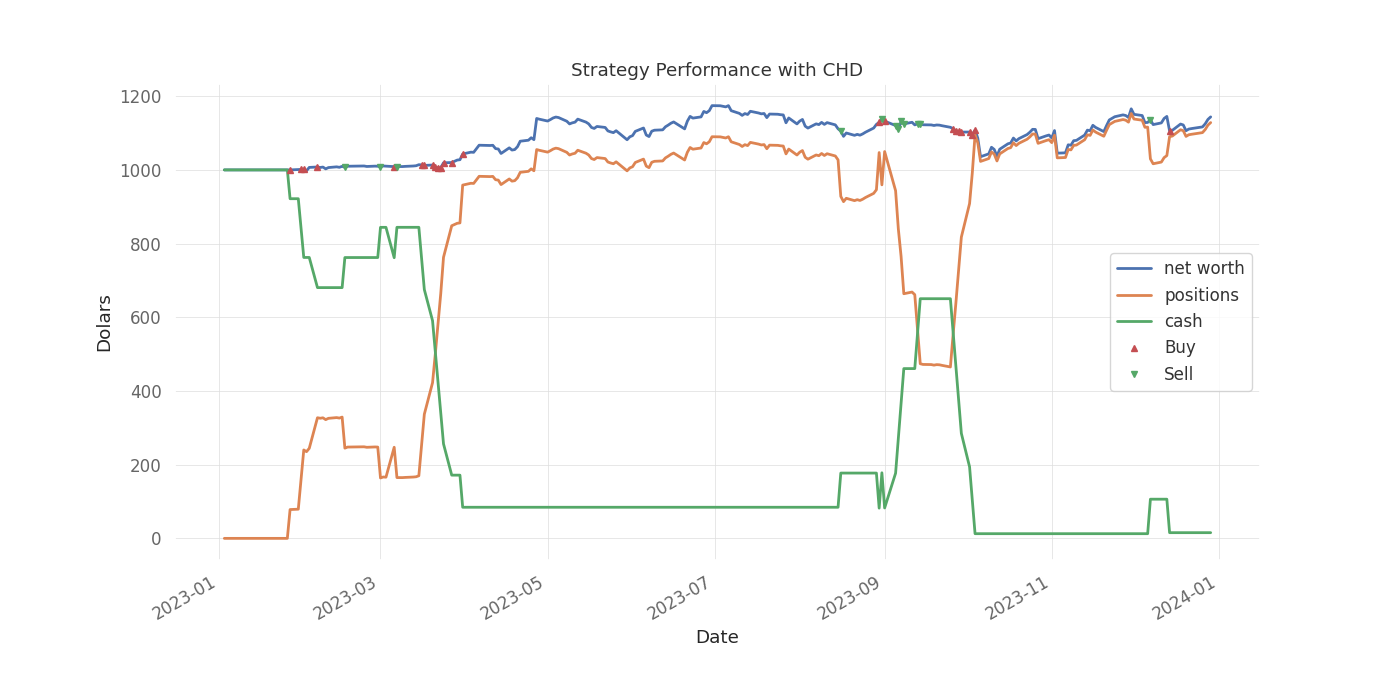 Strategy Performance with CHD
1200
1000
800
600
400
200
0
Dolars
net worth
positions
cash
Buy
Sell
2023-01
2023-03
2023-05
2023-07
2023-09
2023-11
2024-01
Date